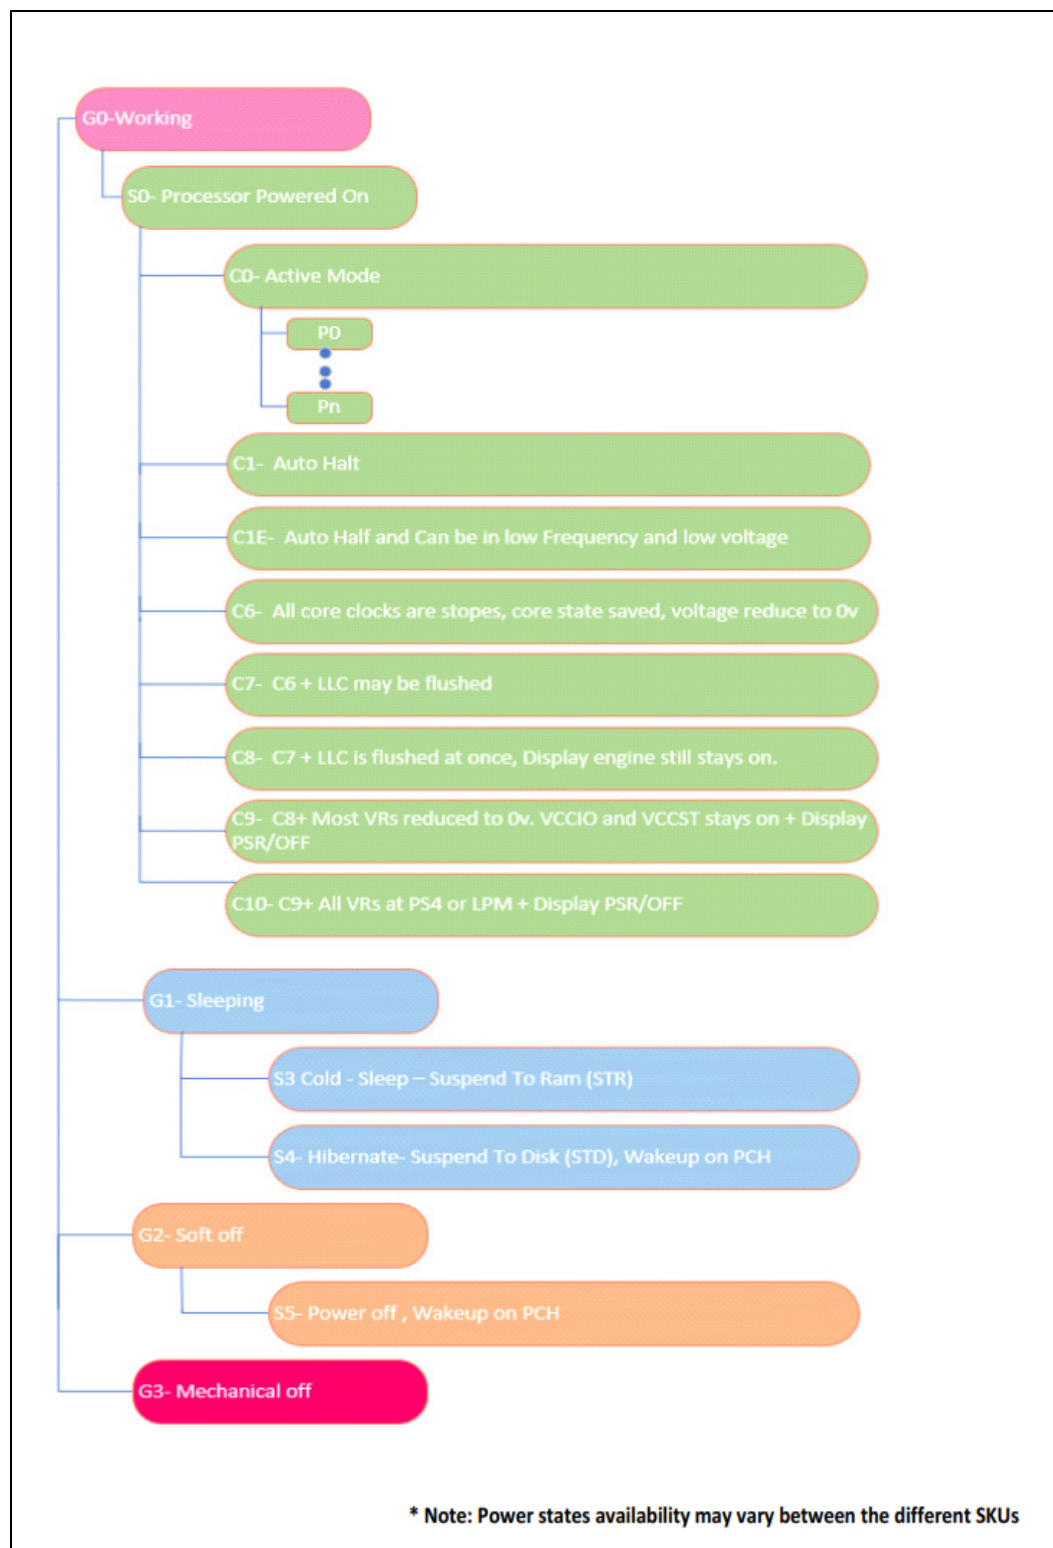 G0-Working
S0- Processor Powered On
C0- Active Mode
P0
Pn
C1-  Auto Halt
C1E-  Auto Half and Can be in low Frequency and low voltage
C6-  All core clocks are stopes, core state saved, voltage reduce to 0v
C7-  C6 + LLC may be flushed
C8-  C7 + LLC is flushed at once, Display engine still stays on.
C9-  C8+ Most VRs reduced to 0v. VCCIO and VCCST stays on + Display
PSR/OFF
C10- C9+ All VRs at PS4 or LPM + Display PSR/OFF
G1- Sleeping
S3 Cold - Sleep – Suspend To Ram (STR)
S4- Hibernate- Suspend To Disk (STD), Wakeup on PCH
G2- Soft off
S5- Power off , Wakeup on PCH
G3- Mechanical off
* Note: Power states availability may vary between the different SKUs